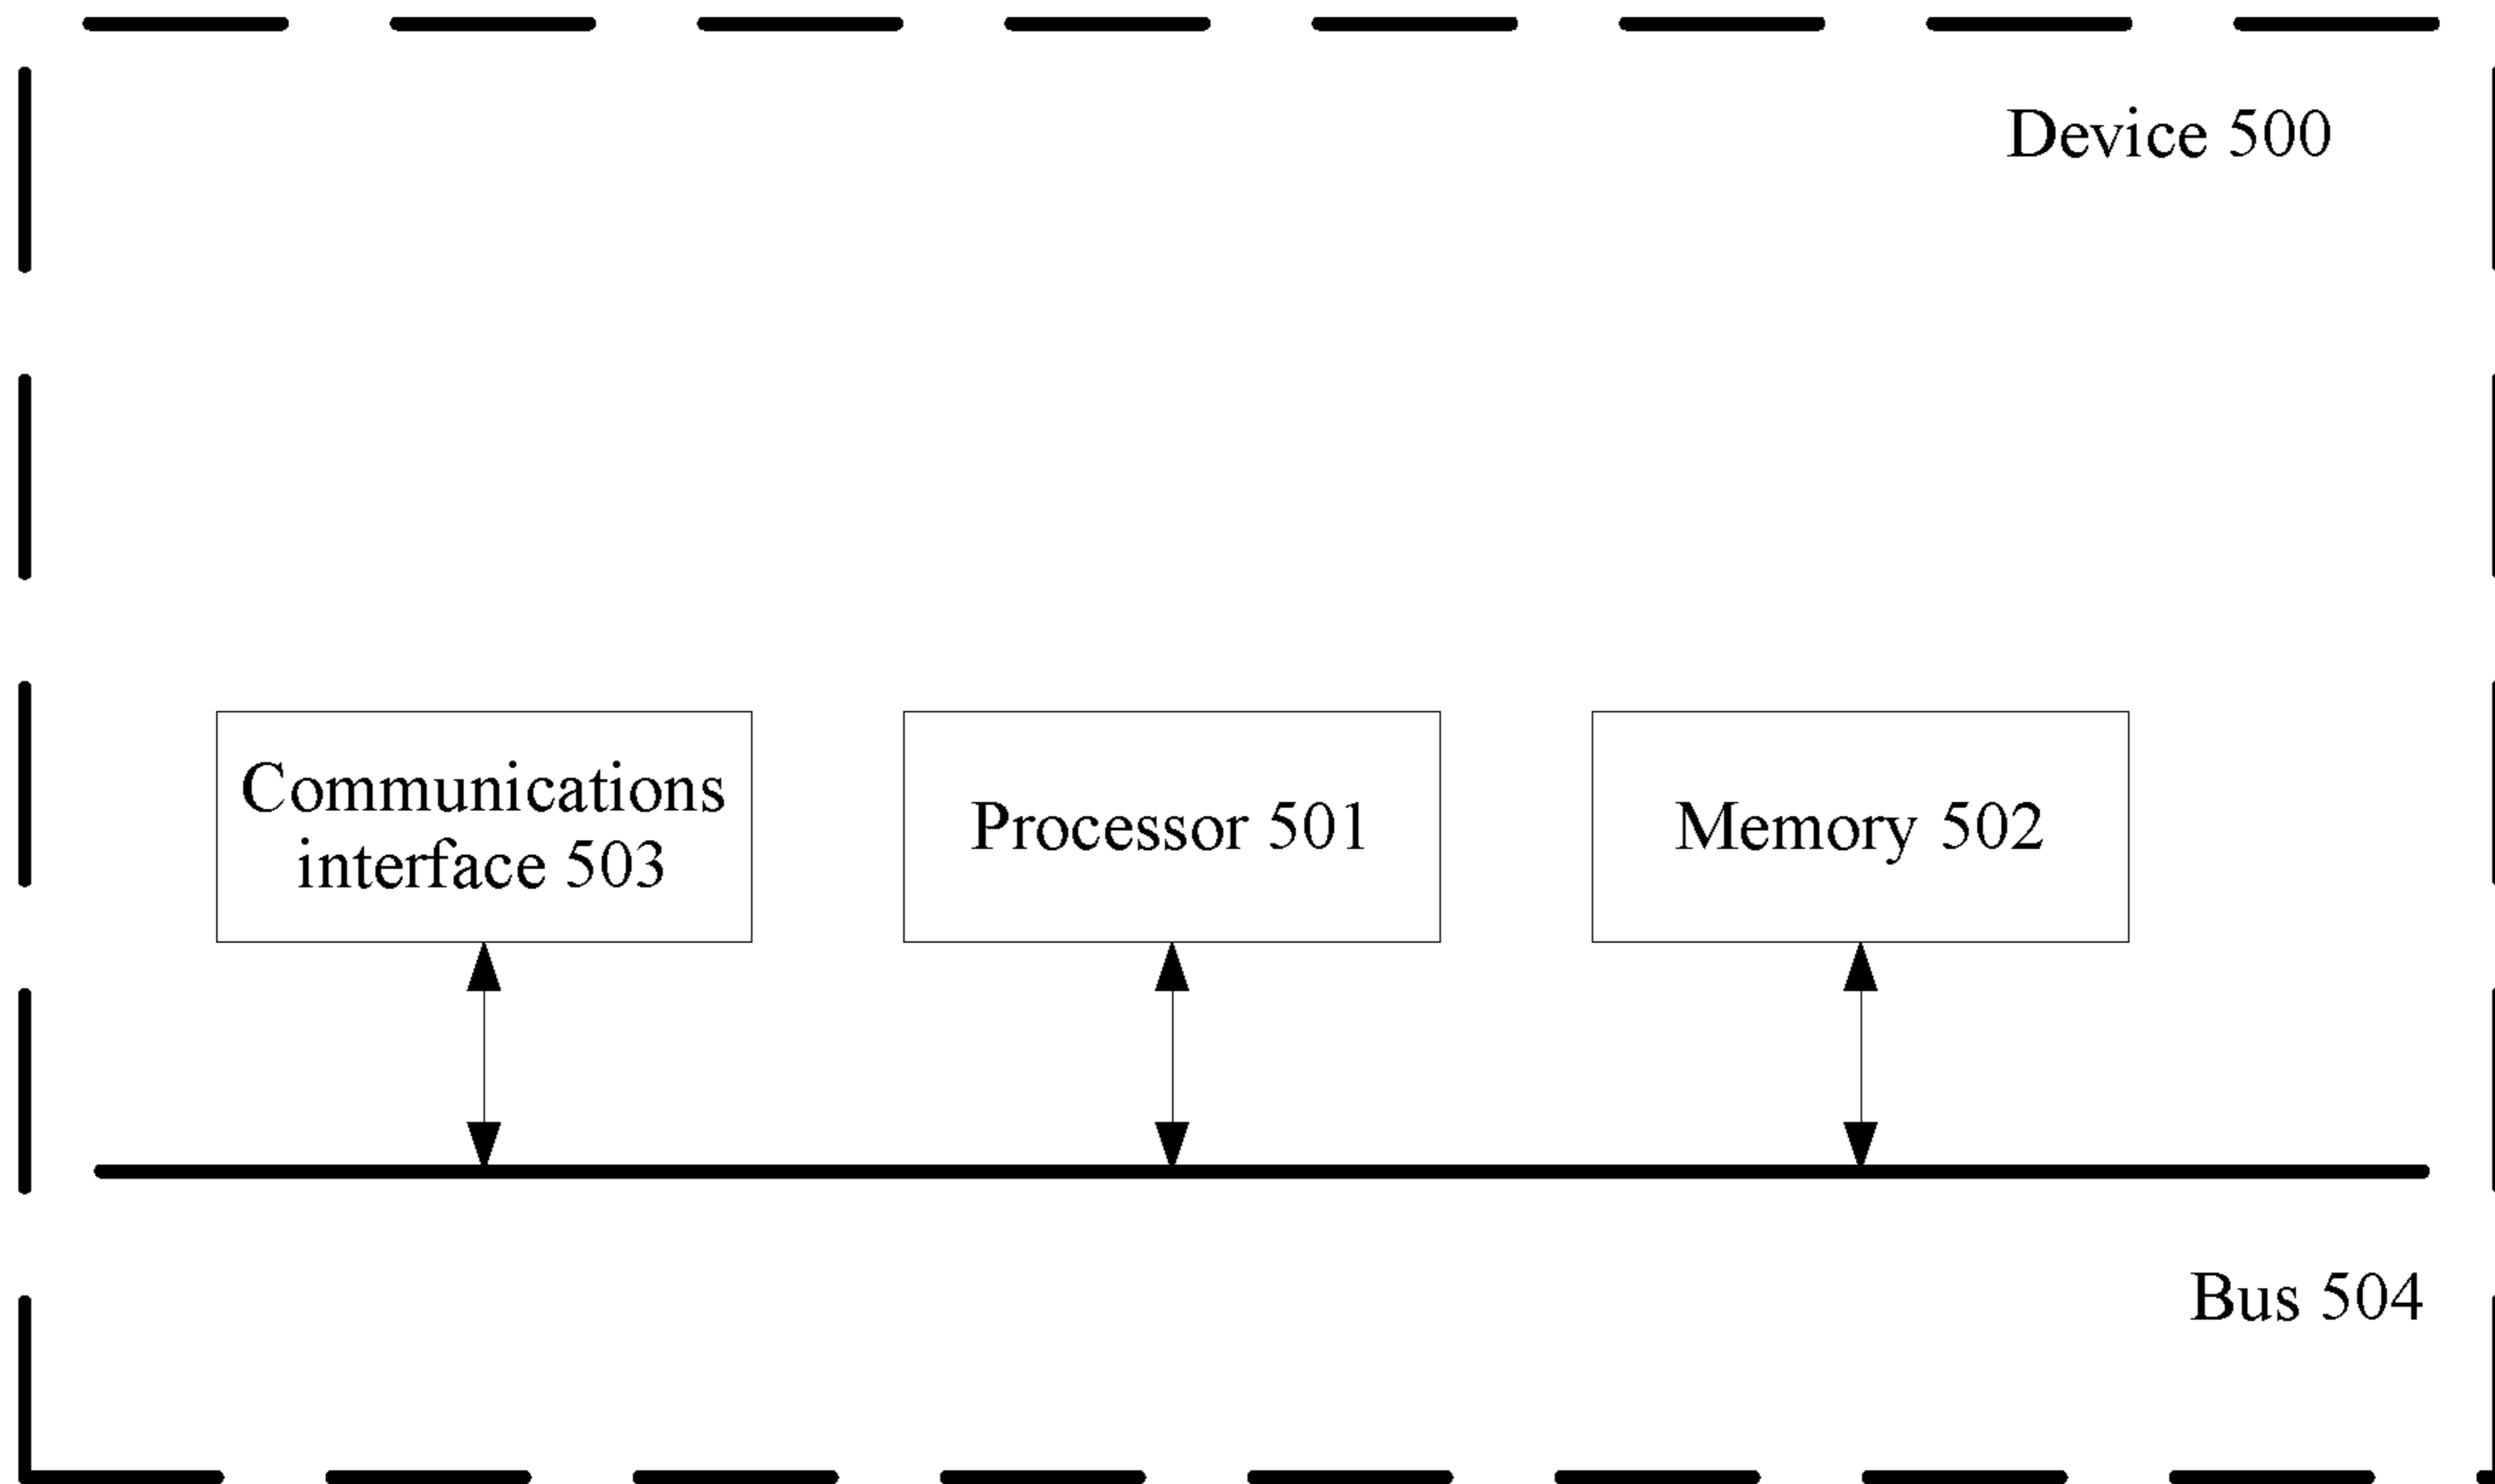 Device 500
Communications
interface 503
Processor 501
Memory 502
Bus 504